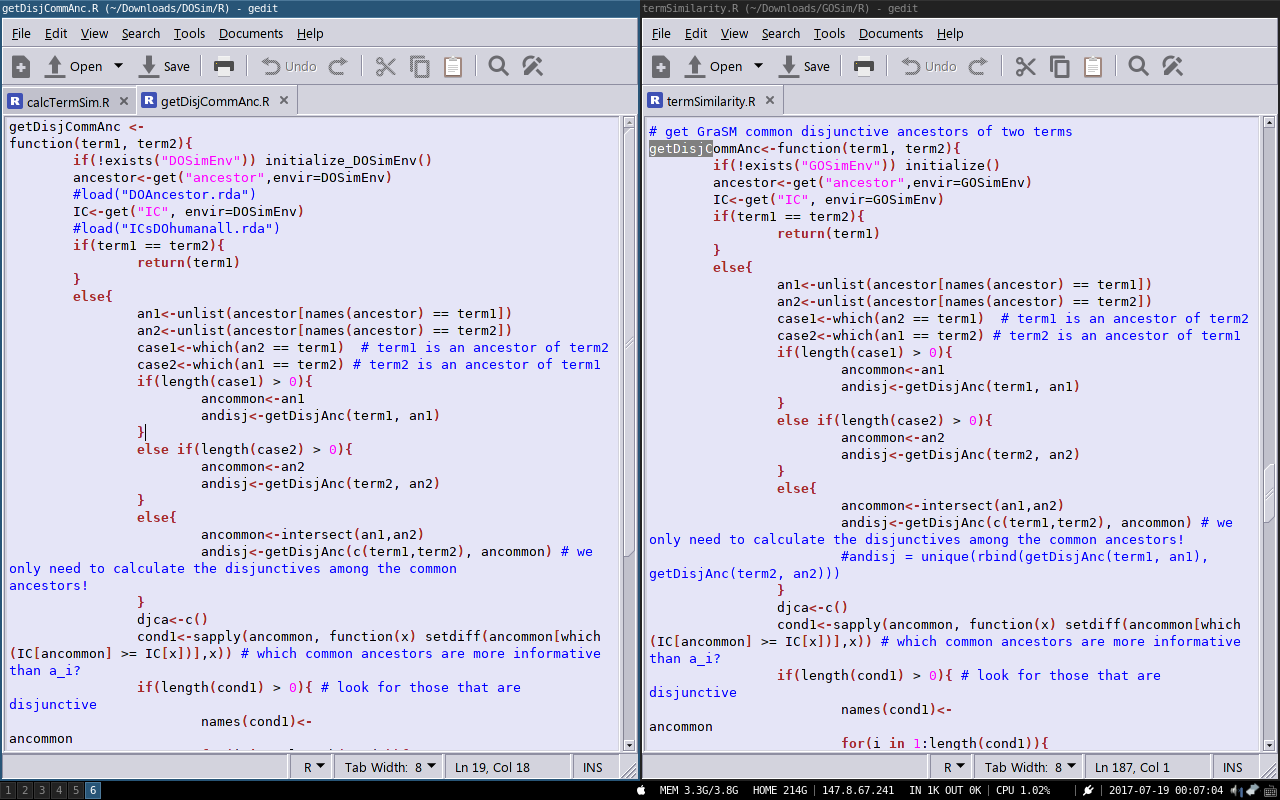 getDisjCommAnc.R (~/Downloads/DOSim/R) - gedit
File Edit View Search Tools Documents Help
Open Save Undo
calcTermSim.R getDisjCommAnc.R
getDisjCommAnc <-
function(term1, term2){
if(!exists("DOSimEnv")) initialize_DOSimEnv()
ancestor<-get("ancestor",envir=DOSimEnv)
#load("DOAncestor.rda")
IC<-get("IC", envir=DOSimEnv)
#load("ICsDOhumanall.rda")
if(term1 == term2){
return(term1)
}
else{
an1<-unlist(ancestor[names(ancestor) == term1])
an2<-unlist(ancestor[names(ancestor) == term2])
case1<-which(an2 == term1)  # term1 is an ancestor of term2
case2<-which(an1 == term2) # term2 is an ancestor of term1
if(length(case1) > 0){
ancommon<-an1
andisj<-getDisjAnc(term1, an1)
}
else if(length(case2) > 0){
ancommon<-an2
andisj<-getDisjAnc(term2, an2)
}
else{
ancommon<-intersect(an1,an2)
andisj<-getDisjAnc(c(term1,term2), ancommon) # we
only need to calculate the disjunctives among the common
ancestors!
}
djca<-c()
cond1<-sapply(ancommon, function(x) setdiff(ancommon[which
(IC[ancommon] >= IC[x])],x)) # which common ancestors are more informative
than a_i?
if(length(cond1) > 0){ # look for those that are
disjunctive
names(cond1)<-
ancommon
R Tab Width: 8 Ln 19, Col 18 INS
termSimilarity.R (~/Downloads/GOSim/R) - gedit
File Edit View Search Tools Documents Help
Open Save Undo
termSimilarity.R
# get GraSM common disjunctive ancestors of two terms
getDisjCommAnc<-function(term1, term2){
if(!exists("GOSimEnv")) initialize()
ancestor<-get("ancestor",envir=GOSimEnv)
IC<-get("IC", envir=GOSimEnv)
if(term1 == term2){
return(term1)
}
else{
an1<-unlist(ancestor[names(ancestor) == term1])
an2<-unlist(ancestor[names(ancestor) == term2])
case1<-which(an2 == term1)  # term1 is an ancestor of term2
case2<-which(an1 == term2) # term2 is an ancestor of term1
if(length(case1) > 0){
ancommon<-an1
andisj<-getDisjAnc(term1, an1)
}
else if(length(case2) > 0){
ancommon<-an2
andisj<-getDisjAnc(term2, an2)
}
else{
ancommon<-intersect(an1,an2)
andisj<-getDisjAnc(c(term1,term2), ancommon) # we
only need to calculate the disjunctives among the common ancestors!
#andisj = unique(rbind(getDisjAnc(term1, an1),
getDisjAnc(term2, an2)))
}
djca<-c()
cond1<-sapply(ancommon, function(x) setdiff(ancommon[which
(IC[ancommon] >= IC[x])],x)) # which common ancestors are more informative
than a_i?
if(length(cond1) > 0){ # look for those that are
disjunctive
names(cond1)<-
ancommon
for(i in 1:length(cond1)){
R Tab Width: 8 Ln 187, Col 1 INS
1 2 3 4 5 6 MEM 3.3G/3.8G HOME 214G 147.8.67.241 IN 1K OUT 0K CPU 1.02% 2017-07-19 00:07:04